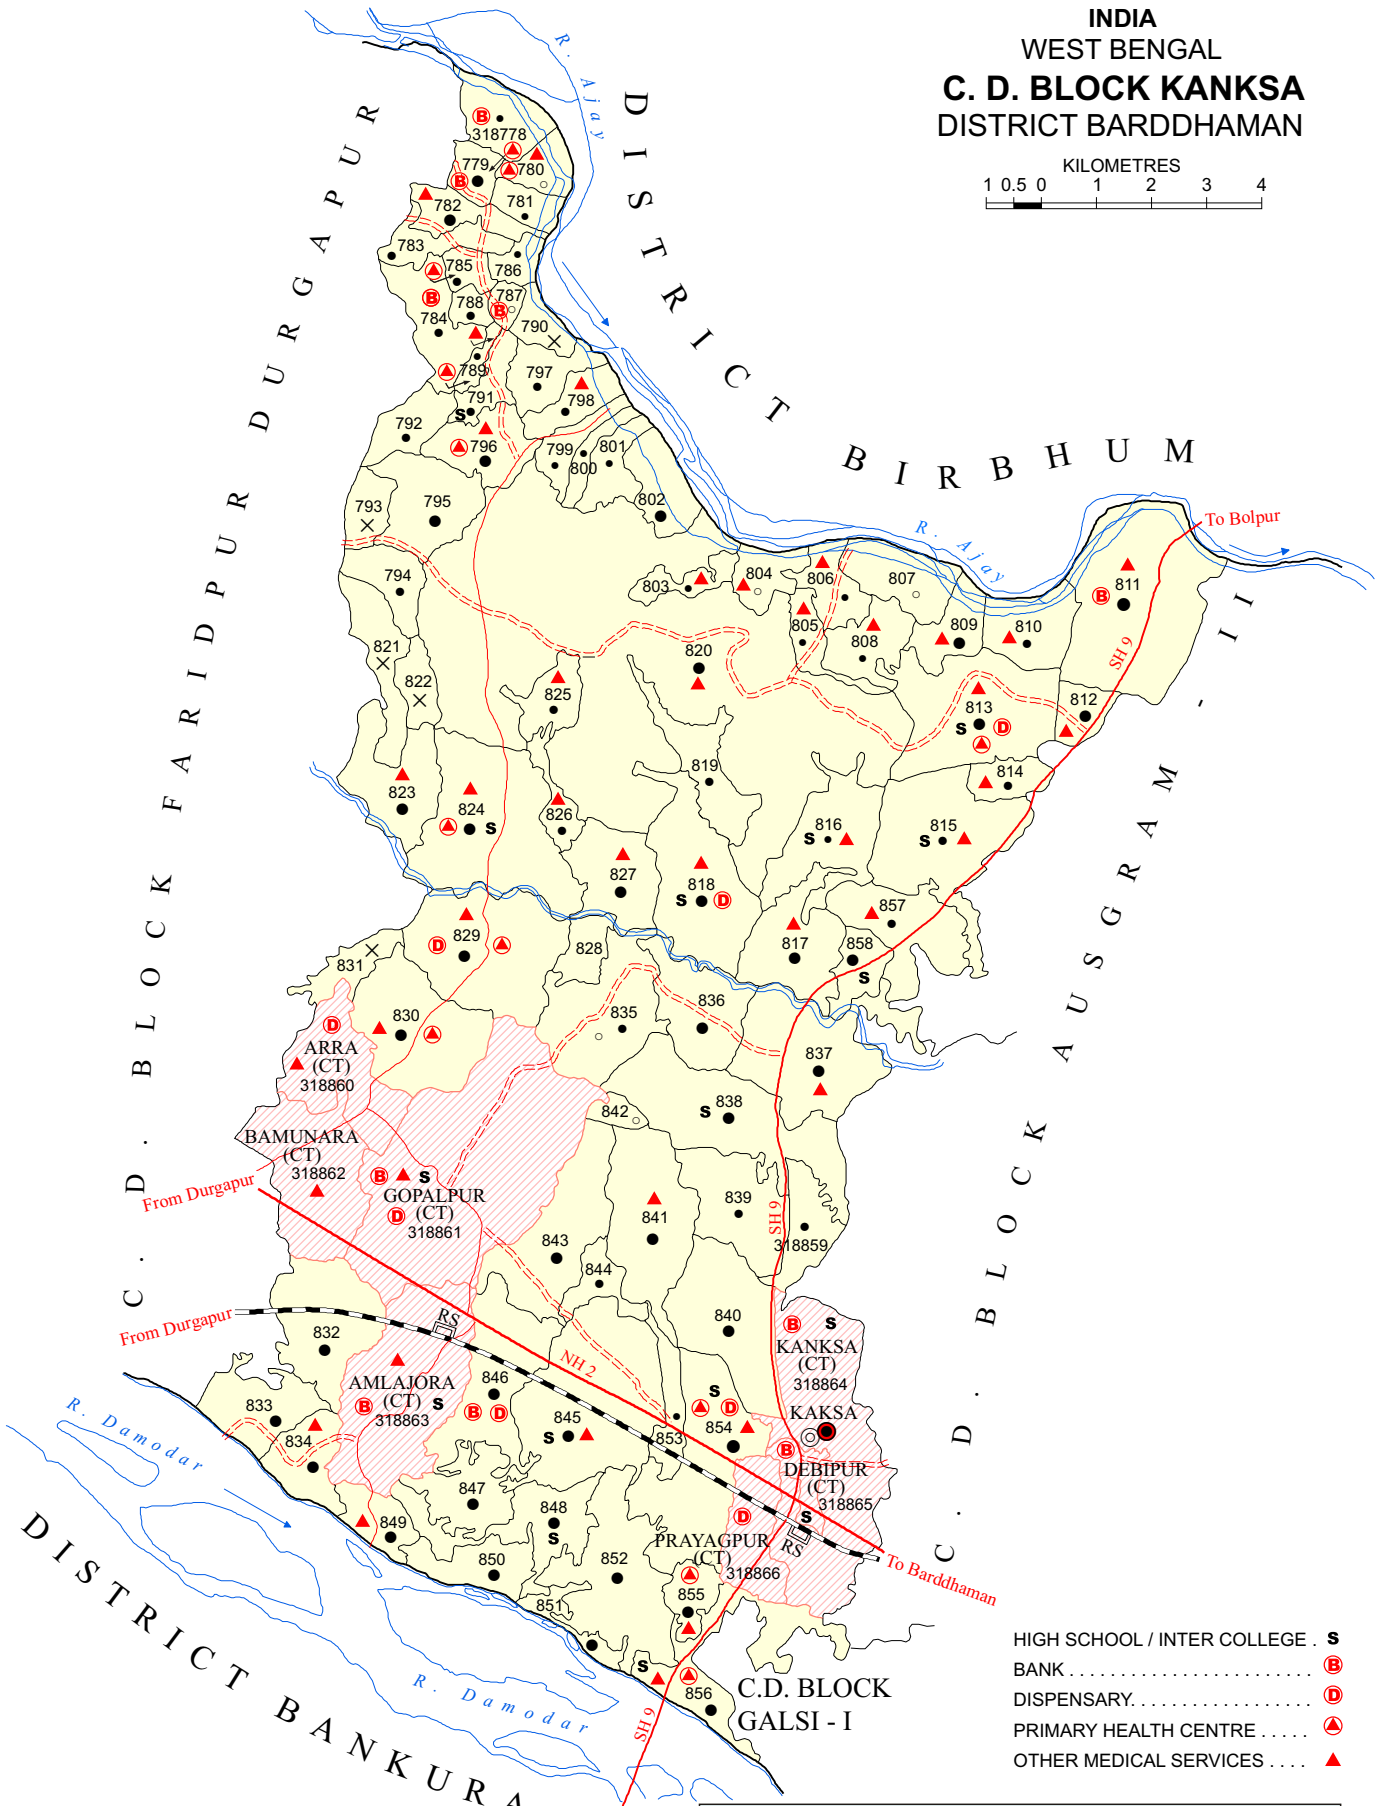 INDIA
WEST BENGAL
C. D. BLOCK KANKSA
DISTRICT BARDDHAMAN
KILOMETRES
1 0.5 0 1 2 3 4
R. Ajay
DISTRICT BIRBHUM
C. D. BLOCK FARIDPUR DURGAPUR
B
318778
779
780
B
782
781
783
785
786
B
784
788
787
B
790
789
797
791
798
S
792
796
799
800
801
793
795
802
R. Ajay
To Bolpur
794
803
804
806
807
811
B
805
808
809
810
SH 9
821
822
820
825
812
813
S
D
819
814
823
824
S
826
816
S
815
S
827
818
S
D
857
817
858
S
829
D
828
831
830
835
836
D
ARRA
(CT)
318860
837
838
S
842
BAMUNARA
(CT)
318862
B
S
GOPALPUR
(CT)
318861
D
From Durgapur
839
841
SH 9
318859
843
844
From Durgapur
RS
832
840
B
S
KANKSA
(CT)
318864
NH 2
AMLAJORA
(CT)
318863
B
S
846
B
D
845
S
S
D
854
853
KAKSA
833
834
R. Damodar
B
DEBIPUR
(CT)
318865
S
847
848
S
D
PRAYAGPUR
(CT)
318866
RS
849
850
852
855
851
To Barddhaman
S
856
SH 9
R. Damodar
C.D. BLOCK
GALSI - I
C. D. BLOCK AUSGRAM - II
DISTRICT BANKURA
HIGH SCHOOL / INTER COLLEGE . S
BANK . . . . . . . . . . . . . . . . . . . . . . . . B
DISPENSARY. . . . . . . . . . . . . . . . . D
PRIMARY HEALTH CENTRE . . . . .
OTHER MEDICAL SERVICES . . . .